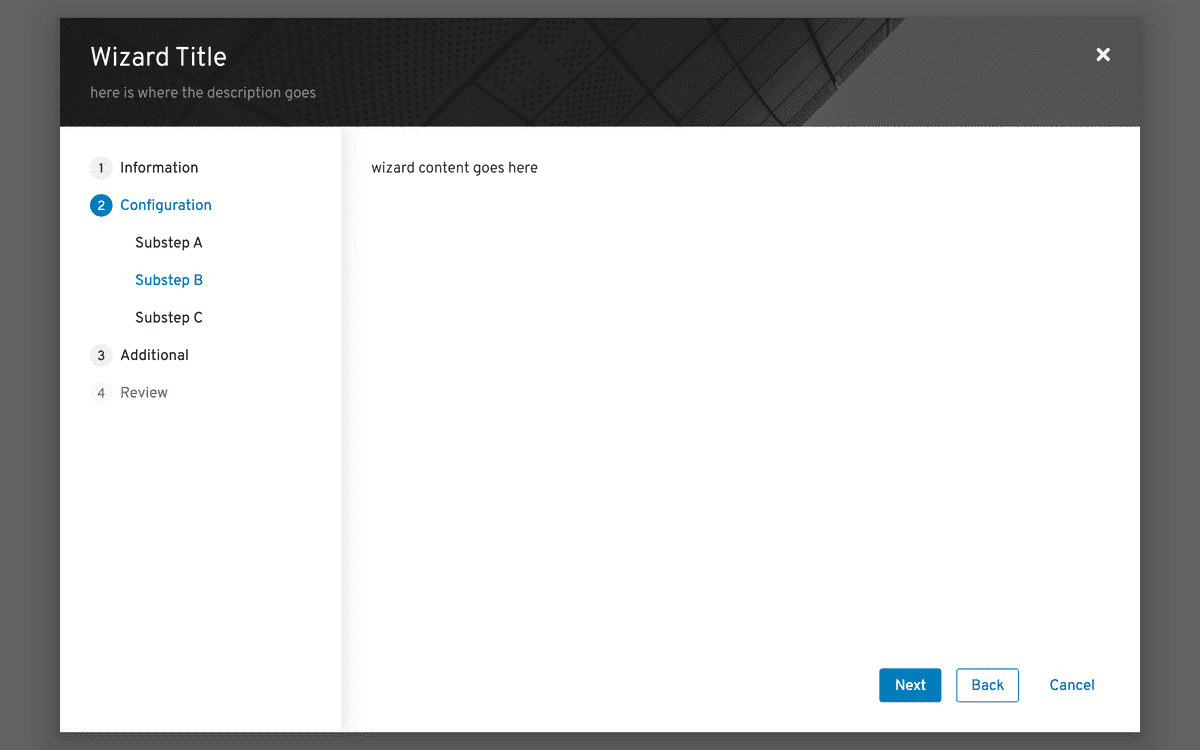 Wizard Title
here is where the description goes
1 Information
2 Configuration
Substep A
Substep B
Substep C
3 Additional
4 Review
wizard content goes here
Next Back Cancel